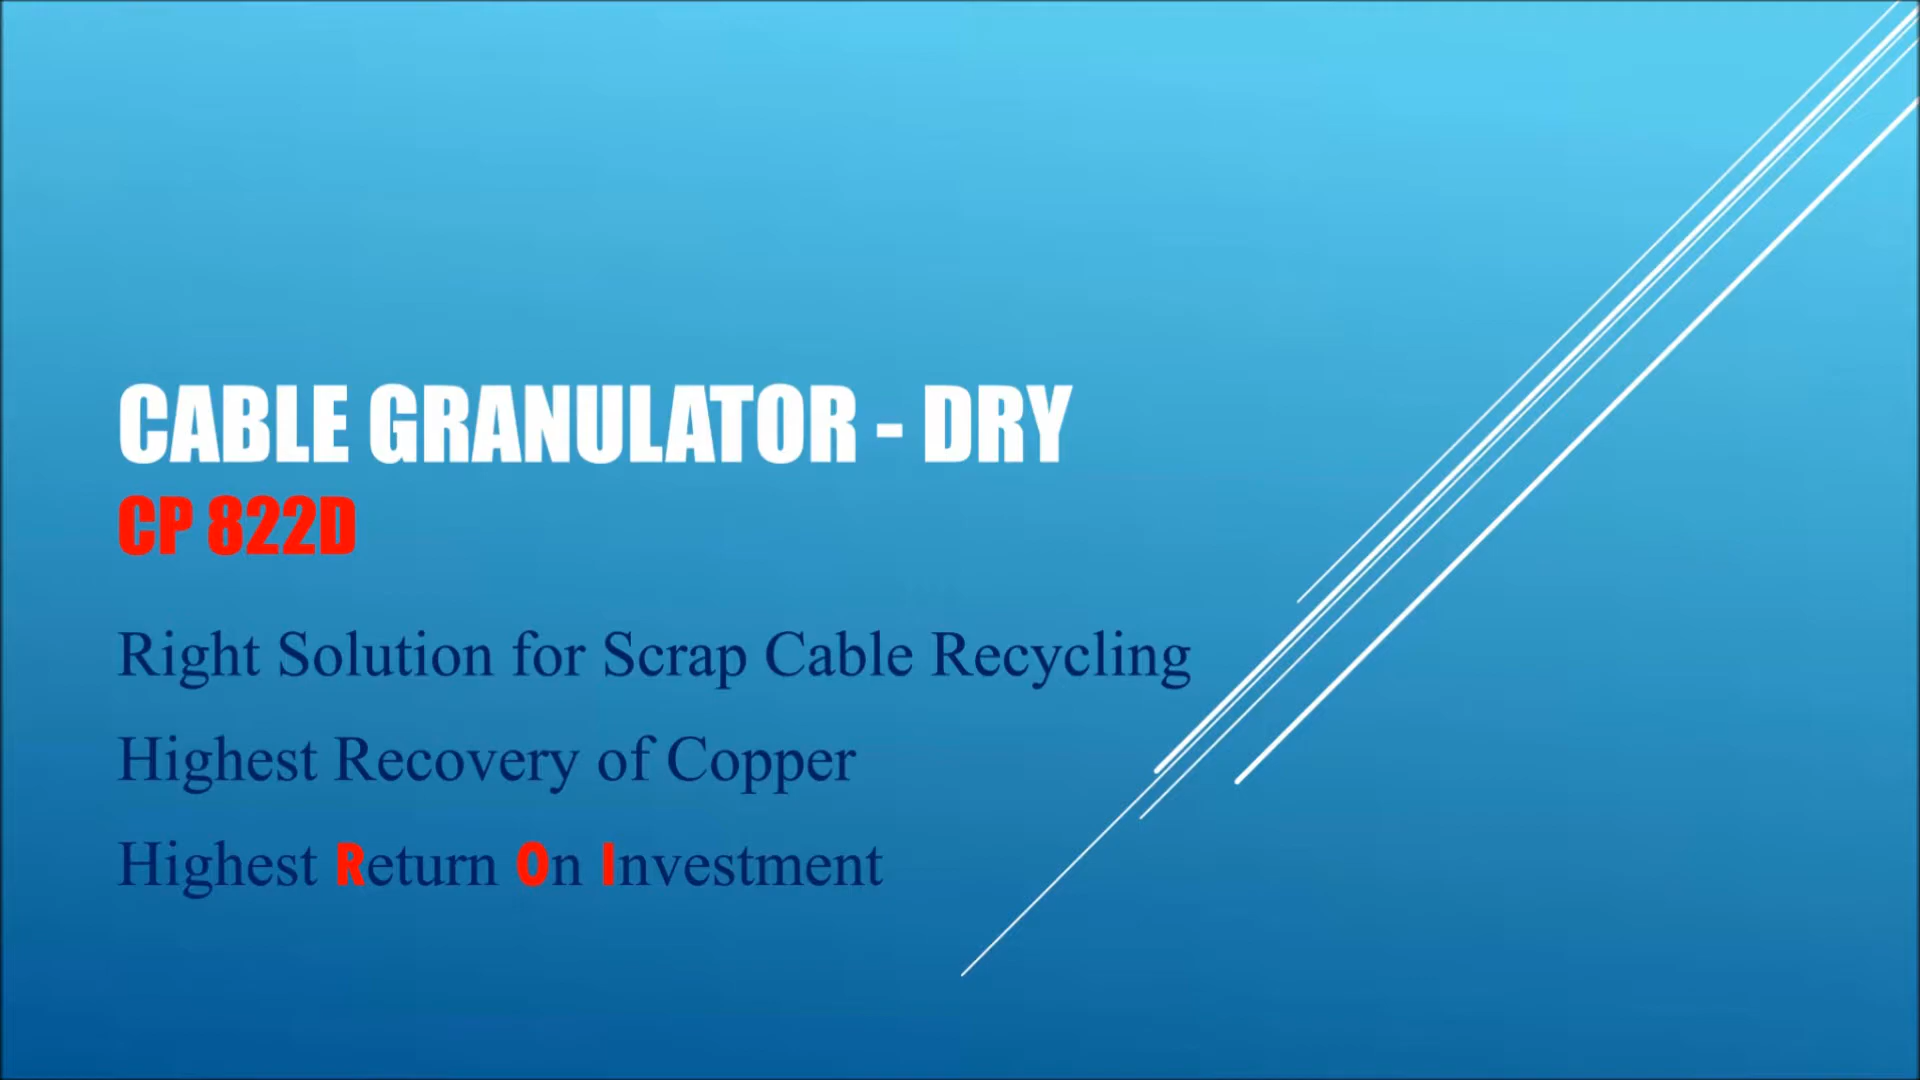 CABLE GRANULATOR - DRY
CP 822D
Right Solution for Scrap Cable Recycling
Highest Recovery of Copper
Highest Return On Investment